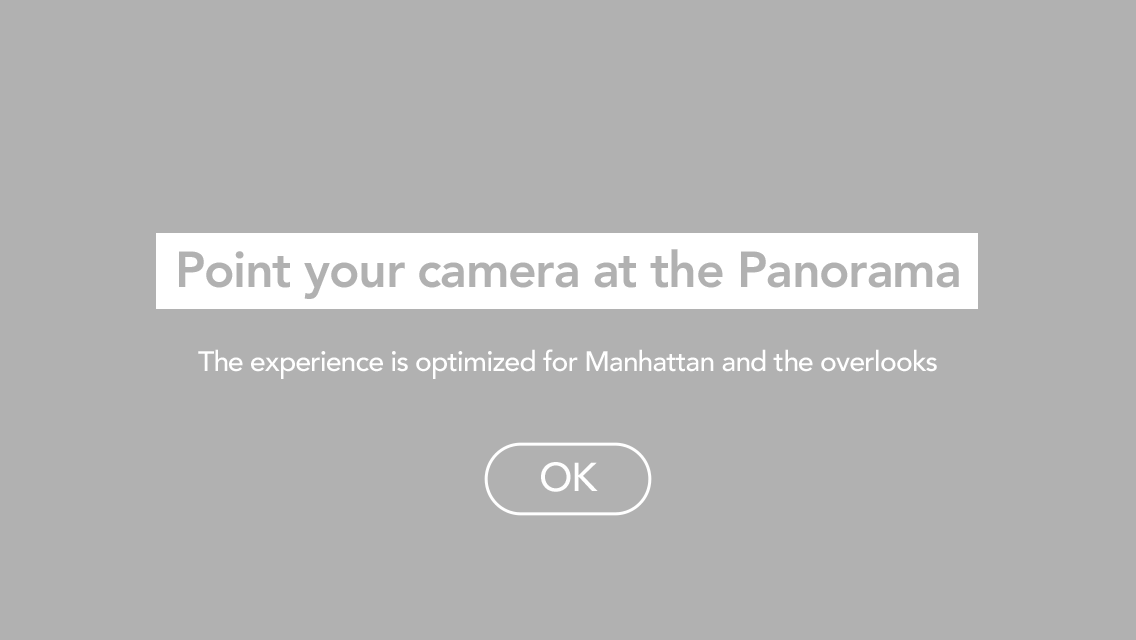 Point your camera at the Panorama
The experience is optimized for Manhattan and the overlooks
OK